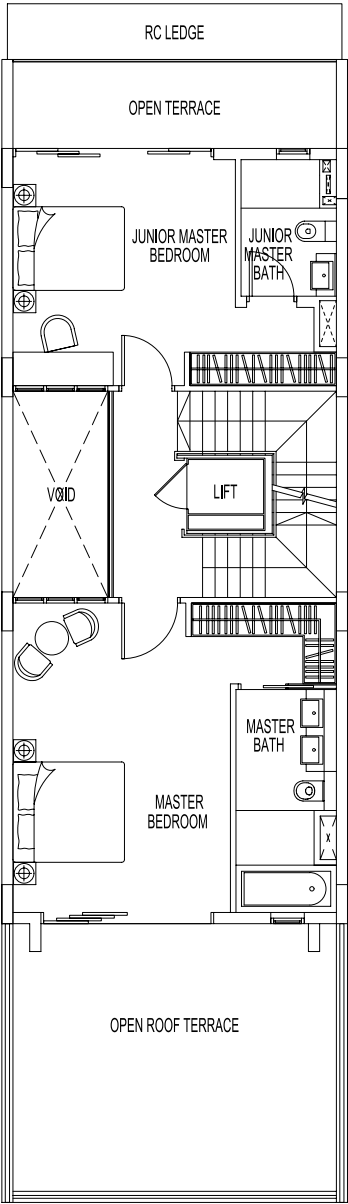 RC LEDGE
OPEN TERRACE
JUNIOR MASTER
BEDROOM
JUNIOR
MASTER
BATH
VOID
LIFT
MASTER
BATH
MASTER
BEDROOM
OPEN ROOF TERRACE